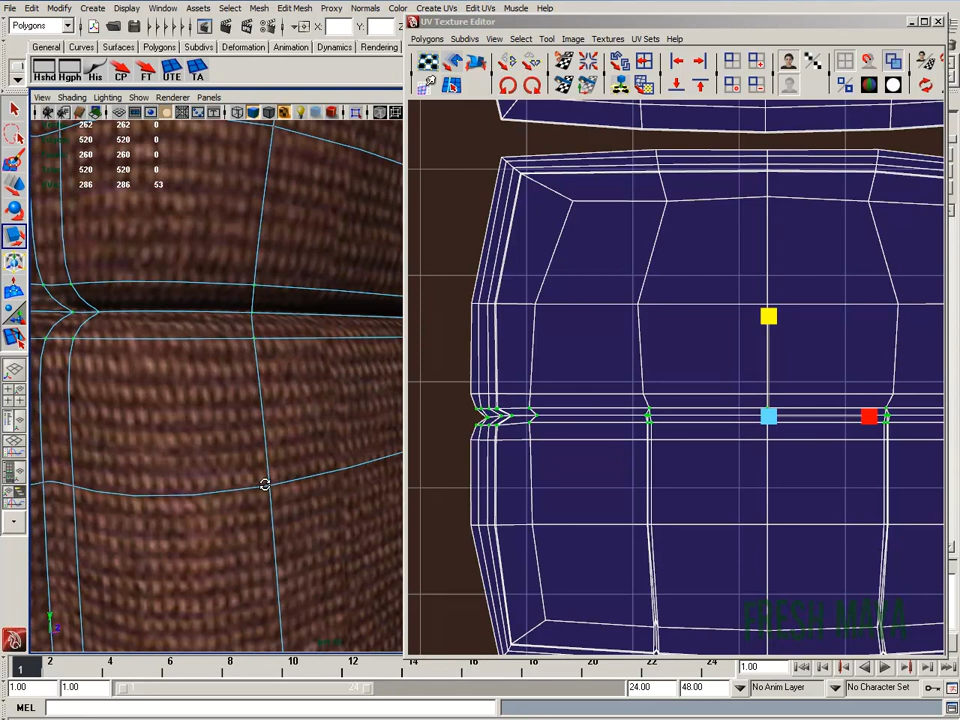 UV Texture Editor
Edit Modify Create Display Window Assets Select Mesh Edit Mesh Proxy Normals Color Create UVs Edit UVs Muscle Help
Polygons X: Y:
Polygons Subdivs View Select Tool Image Textures UV Sets Help
General Curves Surfaces Polygons Subdivs Deformation Animation Dynamics Rendering
Hshd Hgph His CP FT UTE TA
View Shading Lighting Show Renderer Panels
262 262 0
520 520 0
260 260 0
520 520 0
286 286 53
FRESH MAYA
1 2 4 6 8 10 12 14 16 18 20 22 24 1.00
1.00 1.00 1 24 24.00 48.00 No Anim Layer No Character Set
MEL